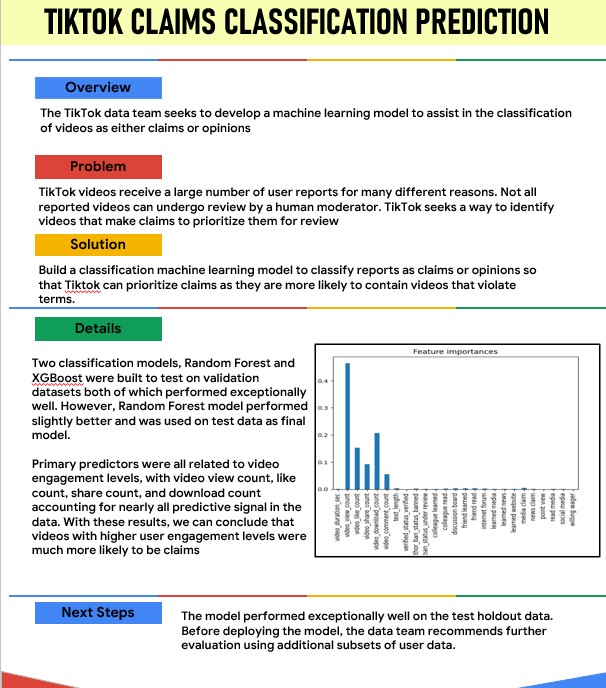 TIKTOK CLAIMS CLASSIFICATION PREDICTION
Overview
The TikTok data team seeks to develop a machine learning model to assist in the classification
of videos as either claims or opinions
Problem
TikTok videos receive a large number of user reports for many different reasons. Not all
reported videos can undergo review by a human moderator. TikTok seeks a way to identify
videos that make claims to prioritize them for review
Solution
Build a classification machine learning model to classify reports as claims or opinions so
that Tiktok can prioritize claims as they are more likely to contain videos that violate
terms.
Details
Two classification models, Random Forest and
XGBoost were built to test on validation
datasets both of which performed exceptionally
well. However, Random Forest model performed
slightly better and was used on test data as final
model.
Primary predictors were all related to video
engagement levels, with video view count, like
count, share count, and download count
accounting for nearly all predictive signal in the
data. With these results, we can conclude that
videos with higher user engagement levels were
much more likely to be claims
Feature importances
0.4
0.3
0.2
0.1
0.0
video_duration_sec
video_view_count
video_like_count
video_share_count
video_download_count
video_comment_count
text_length
verified_status_verified
thor_ban_status_banned
ban_status_under review
colleague learned
colleague read
discussion board
friend learned
friend read
internet forum
learned media
learned news
learned website
media claim
news claim
point view
read media
social media
willing wager
Next Steps
The model performed exceptionally well on the test holdout data.
Before deploying the model, the data team recommends further
evaluation using additional subsets of user data.